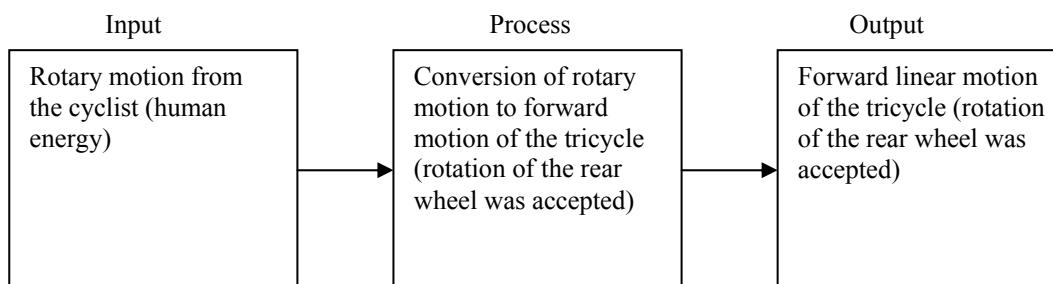 Input
Process
Output
Rotary motion from
the cyclist (human
energy)
Conversion of rotary
motion to forward
motion of the tricycle
(rotation of the rear
wheel was accepted)
Forward linear motion
of the tricycle (rotation
of the rear wheel was
accepted)